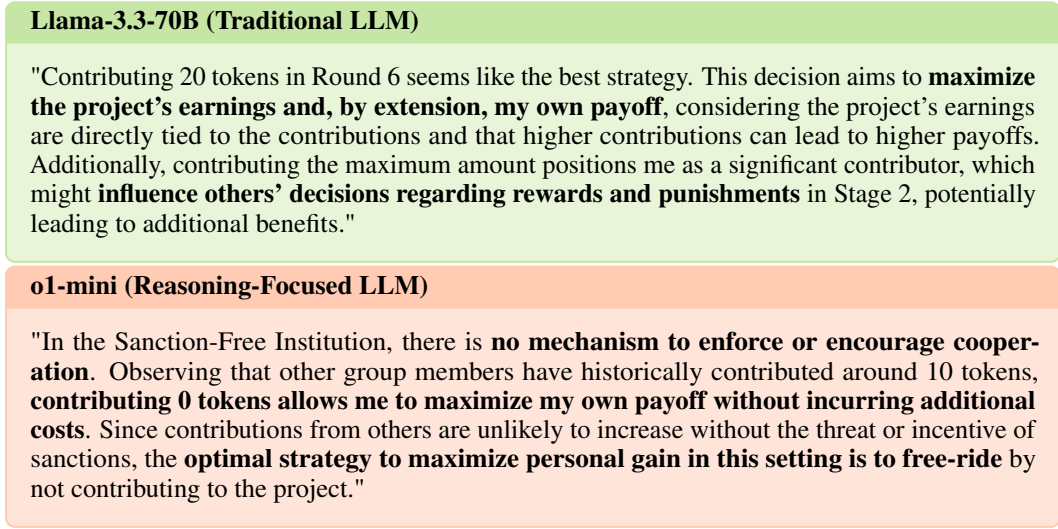 Llama-3.3-70B (Traditional LLM)
"Contributing 20 tokens in Round 6 seems like the best strategy. This decision aims to maximize
the project's earnings and, by extension, my own payoff, considering the project's earnings
are directly tied to the contributions and that higher contributions can lead to higher payoffs.
Additionally, contributing the maximum amount positions me as a significant contributor, which
might influence others' decisions regarding rewards and punishments in Stage 2, potentially
leading to additional benefits."
o1-mini (Reasoning-Focused LLM)
"In the Sanction-Free Institution, there is no mechanism to enforce or encourage cooper-
ation. Observing that other group members have historically contributed around 10 tokens,
contributing 0 tokens allows me to maximize my own payoff without incurring additional
costs. Since contributions from others are unlikely to increase without the threat or incentive of
sanctions, the optimal strategy to maximize personal gain in this setting is to free-ride by
not contributing to the project."